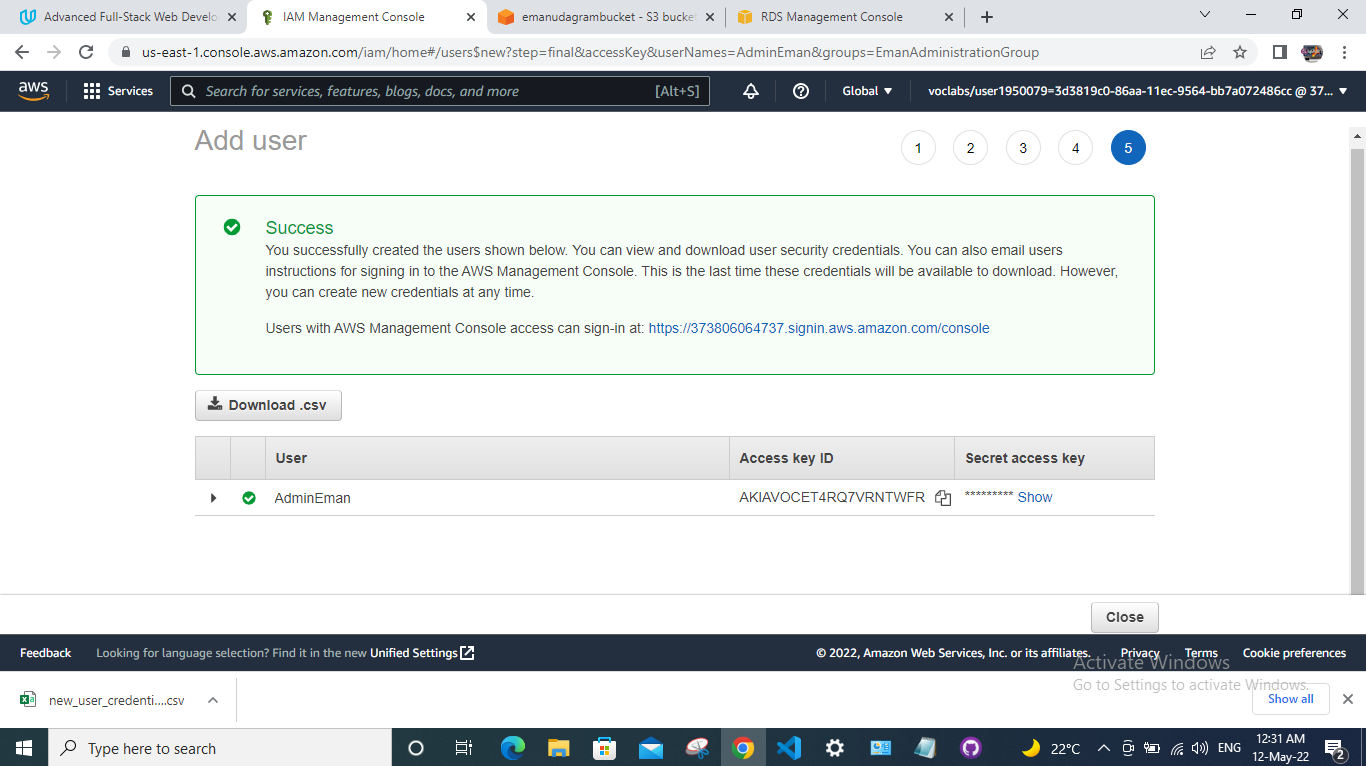 Advanced Full-Stack Web Develo
IAM Management Console
emanudagrambucket - S3 bucket
RDS Management Console
us-east-1.console.aws.amazon.com/iam/home#/users$new?step=final&accessKey&userNames=AdminEman&groups=EmanAdministrationGroup
aws
Services
Search for services, features, blogs, docs, and more
[Alt+S]
Global
voclabs/user1950079=3d3819c0-86aa-11ec-9564-bb7a072486cc @ 37...
Add user
1 2 3 4 5
Success
You successfully created the users shown below. You can view and download user security credentials. You can also email users
instructions for signing in to the AWS Management Console. This is the last time these credentials will be available to download. However,
you can create new credentials at any time.
Users with AWS Management Console access can sign-in at: https://373806064737.signin.aws.amazon.com/console
Download .csv
User Access key ID Secret access key
AdminEman AKIAVOCET4RQ7VRNTWFR ********* Show
Close
Feedback Looking for language selection? Find it in the new Unified Settings
© 2022, Amazon Web Services, Inc. or its affiliates. Privacy Terms Cookie preferences
Activate Windows
Go to Settings to activate Windows.
new_user_credenti....csv
Show all
Type here to search
22°C
ENG
12:31 AM
12-May-22
2